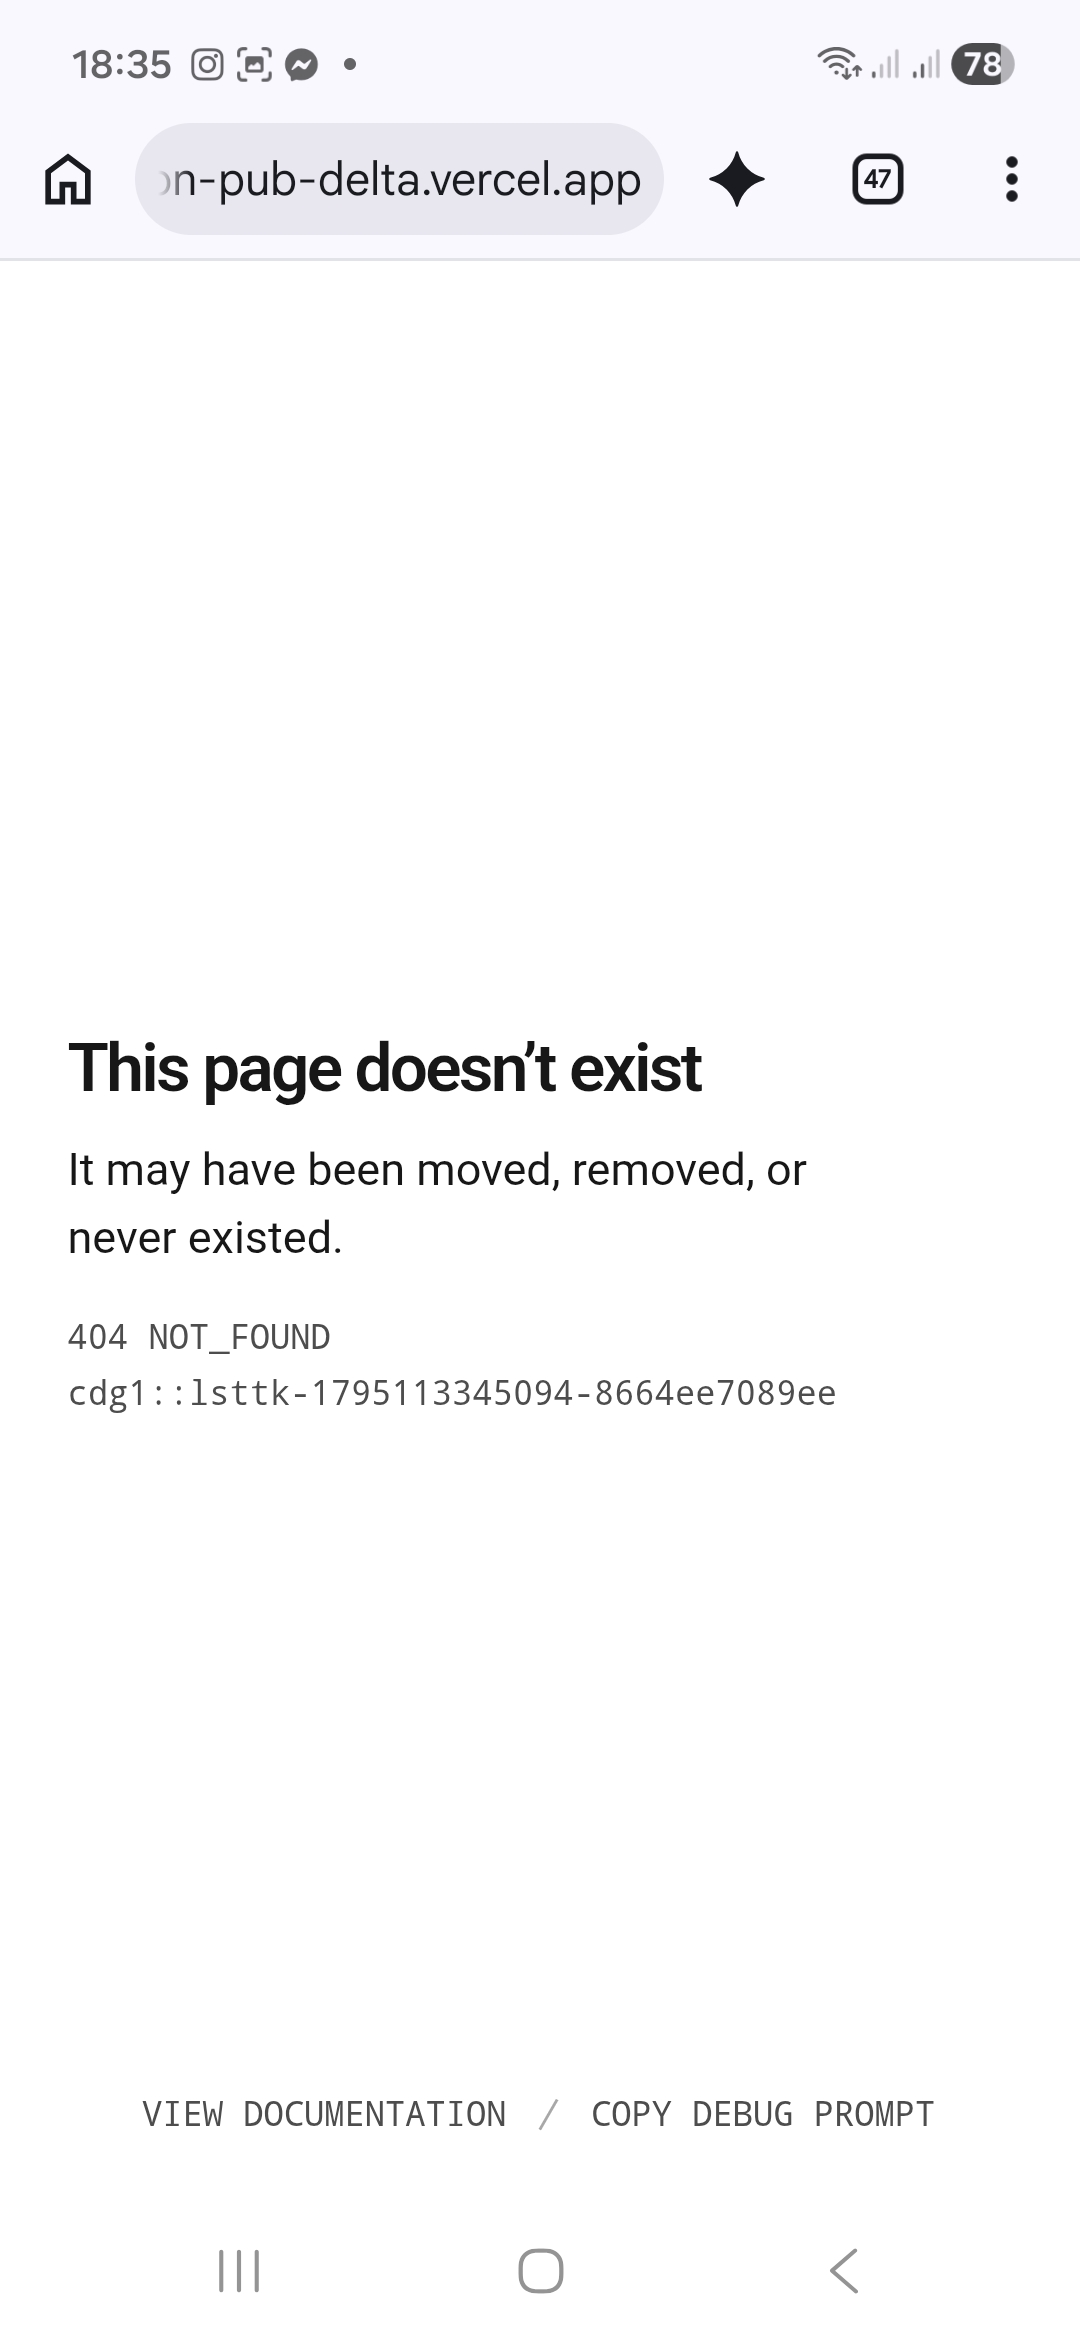 18:35
78
n-pub-delta.vercel.app
47
This page doesn’t exist
It may have been moved, removed, or
never existed.
404 NOT_FOUND
cdg1::lsttk-1795113345094-8664ee7089ee
VIEW DOCUMENTATION / COPY DEBUG PROMPT